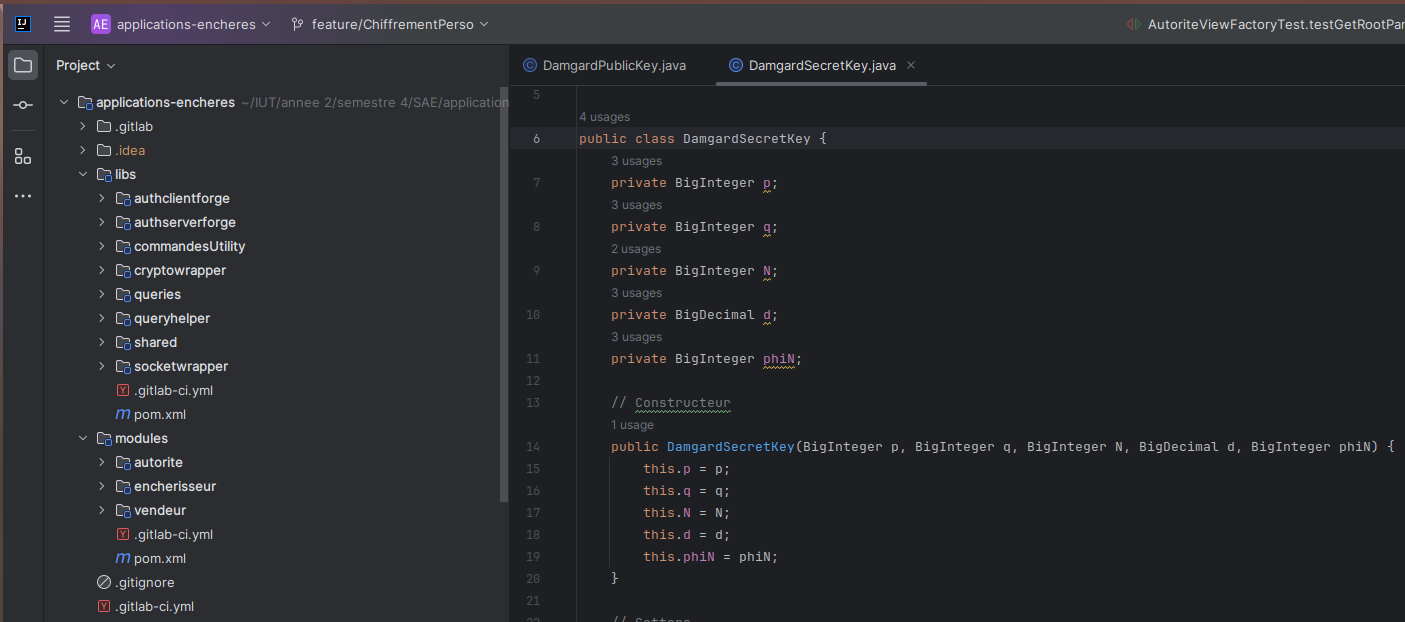 IJ
AE applications-encheres feature/ChiffrementPerso AutoriteViewFactoryTest.testGetRootPar
Project
applications-encheres ~/IUT/annee 2/semestre 4/SAE/application
.gitlab
.idea
libs
authclientforge
authserverforge
commandesUtility
cryptowrapper
queries
queryhelper
shared
socketwrapper
Y .gitlab-ci.yml
m pom.xml
modules
autorite
encherisseur
vendeur
Y .gitlab-ci.yml
m pom.xml
.gitignore
Y .gitlab-ci.yml
C DamgardPublicKey.java C DamgardSecretKey.java ×
5
4 usages
6 public class DamgardSecretKey {
3 usages
7 private BigInteger p;
3 usages
8 private BigInteger q;
2 usages
9 private BigInteger N;
3 usages
10 private BigDecimal d;
3 usages
11 private BigInteger phiN;
12
13 // Constructeur
1 usage
14 public DamgardSecretKey(BigInteger p, BigInteger q, BigInteger N, BigDecimal d, BigInteger phiN) {
15 this.p = p;
16 this.q = q;
17 this.N = N;
18 this.d = d;
19 this.phiN = phiN;
20 }
21